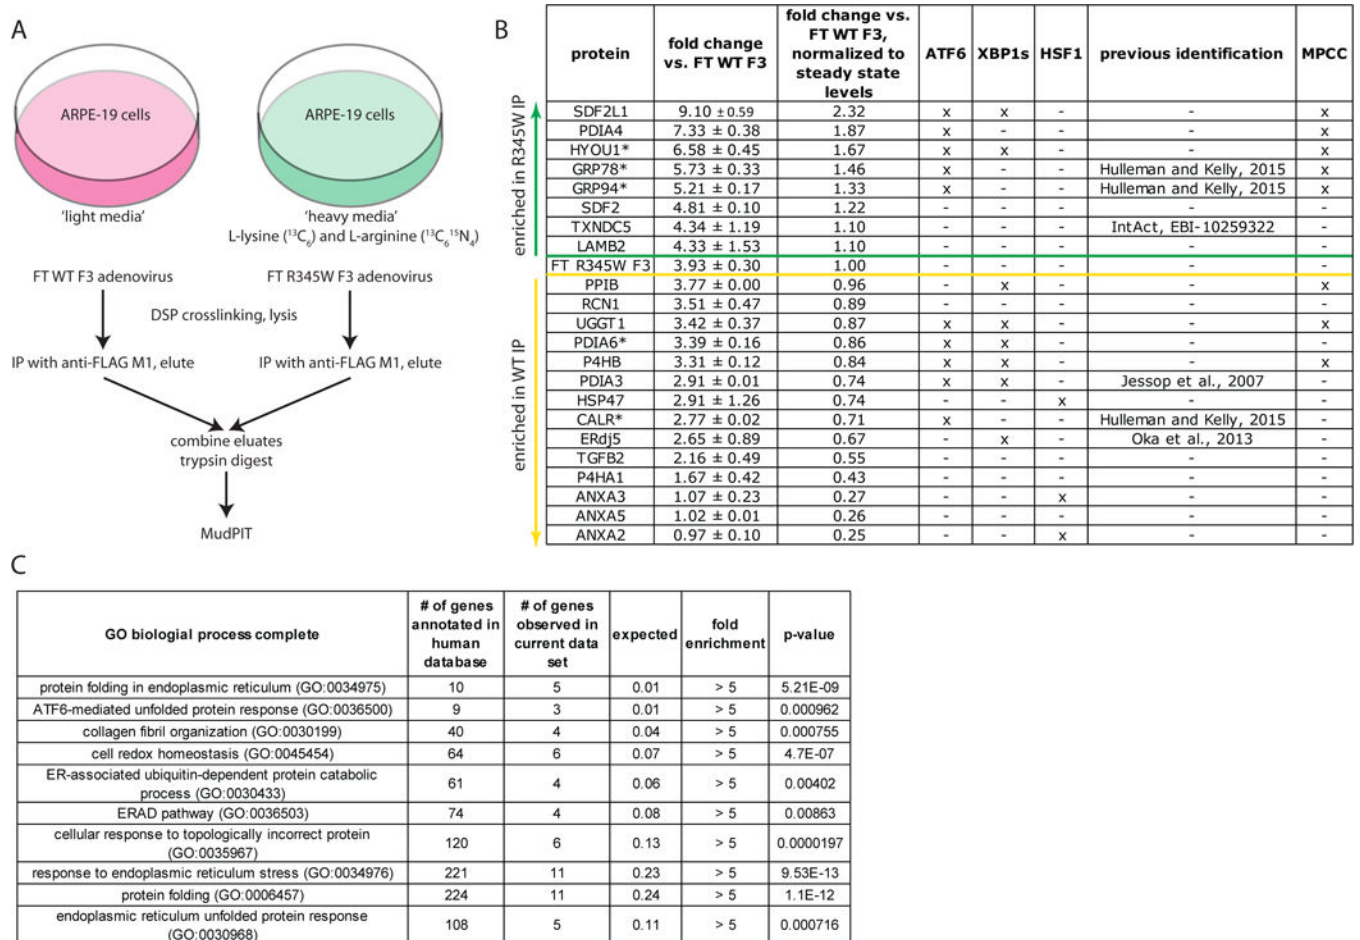 A
ARPE-19 cells
ARPE-19 cells
'light media'
'heavy media'
L-lysine (¹³C₆) and L-arginine (¹³C₆¹⁵N₄)
FT WT F3 adenovirus
FT R345W F3 adenovirus
DSP crosslinking, lysis
IP with anti-FLAG M1, elute
IP with anti-FLAG M1, elute
combine eluates
trypsin digest
MudPIT
B
enriched in R345W IP
enriched in WT IP
protein | fold change vs. FT WT F3 | fold change vs. FT WT F3, normalized to steady state levels | ATF6 | XBP1s | HSF1 | previous identification | MPCC
SDF2L1 | 9.10 ± 0.59 | 2.32 | x | x | - | - | x
PDIA4 | 7.33 ± 0.38 | 1.87 | x | - | - | - | x
HYOU1* | 6.58 ± 0.45 | 1.67 | x | x | - | - | x
GRP78* | 5.73 ± 0.33 | 1.46 | x | - | - | Hulleman and Kelly, 2015 | x
GRP94* | 5.21 ± 0.17 | 1.33 | x | - | - | Hulleman and Kelly, 2015 | x
SDF2 | 4.81 ± 0.10 | 1.22 | - | - | - | - | -
TXNDC5 | 4.34 ± 1.19 | 1.10 | - | - | - | IntAct, EBI-10259322 | -
LAMB2 | 4.33 ± 1.53 | 1.10 | - | - | - | - | -
FT R345W F3 | 3.93 ± 0.30 | 1.00 | - | - | - | - | -
PPIB | 3.77 ± 0.00 | 0.96 | - | x | - | - | x
RCN1 | 3.51 ± 0.47 | 0.89 | - | - | - | - | -
UGGT1 | 3.42 ± 0.37 | 0.87 | x | x | - | - | x
PDIA6* | 3.39 ± 0.16 | 0.86 | x | x | - | - | -
P4HB | 3.31 ± 0.12 | 0.84 | x | x | - | - | x
PDIA3 | 2.91 ± 0.01 | 0.74 | x | x | - | Jessop et al., 2007 | -
HSP47 | 2.91 ± 1.26 | 0.74 | - | - | x | - | -
CALR* | 2.77 ± 0.02 | 0.71 | x | - | - | Hulleman and Kelly, 2015 | -
ERdj5 | 2.65 ± 0.89 | 0.67 | - | x | - | Oka et al., 2013 | -
TGFB2 | 2.16 ± 0.49 | 0.55 | - | - | - | - | -
P4HA1 | 1.67 ± 0.42 | 0.43 | - | - | - | - | -
ANXA3 | 1.07 ± 0.23 | 0.27 | - | - | x | - | -
ANXA5 | 1.02 ± 0.01 | 0.26 | - | - | - | - | -
ANXA2 | 0.97 ± 0.10 | 0.25 | - | - | x | - | -
C
GO biologial process complete | # of genes annotated in human database | # of genes observed in current data set | expected | fold enrichment | p-value
protein folding in endoplasmic reticulum (GO:0034975) | 10 | 5 | 0.01 | > 5 | 5.21E-09
ATF6-mediated unfolded protein response (GO:0036500) | 9 | 3 | 0.01 | > 5 | 0.000962
collagen fibril organization (GO:0030199) | 40 | 4 | 0.04 | > 5 | 0.000755
cell redox homeostasis (GO:0045454) | 64 | 6 | 0.07 | > 5 | 4.7E-07
ER-associated ubiquitin-dependent protein catabolic process (GO:0030433) | 61 | 4 | 0.06 | > 5 | 0.00402
ERAD pathway (GO:0036503) | 74 | 4 | 0.08 | > 5 | 0.00863
cellular response to topologically incorrect protein (GO:0035967) | 120 | 6 | 0.13 | > 5 | 0.0000197
response to endoplasmic reticulum stress (GO:0034976) | 221 | 11 | 0.23 | > 5 | 9.53E-13
protein folding (GO:0006457) | 224 | 11 | 0.24 | > 5 | 1.1E-12
endoplasmic reticulum unfolded protein response (GO:0030968) | 108 | 5 | 0.11 | > 5 | 0.000716